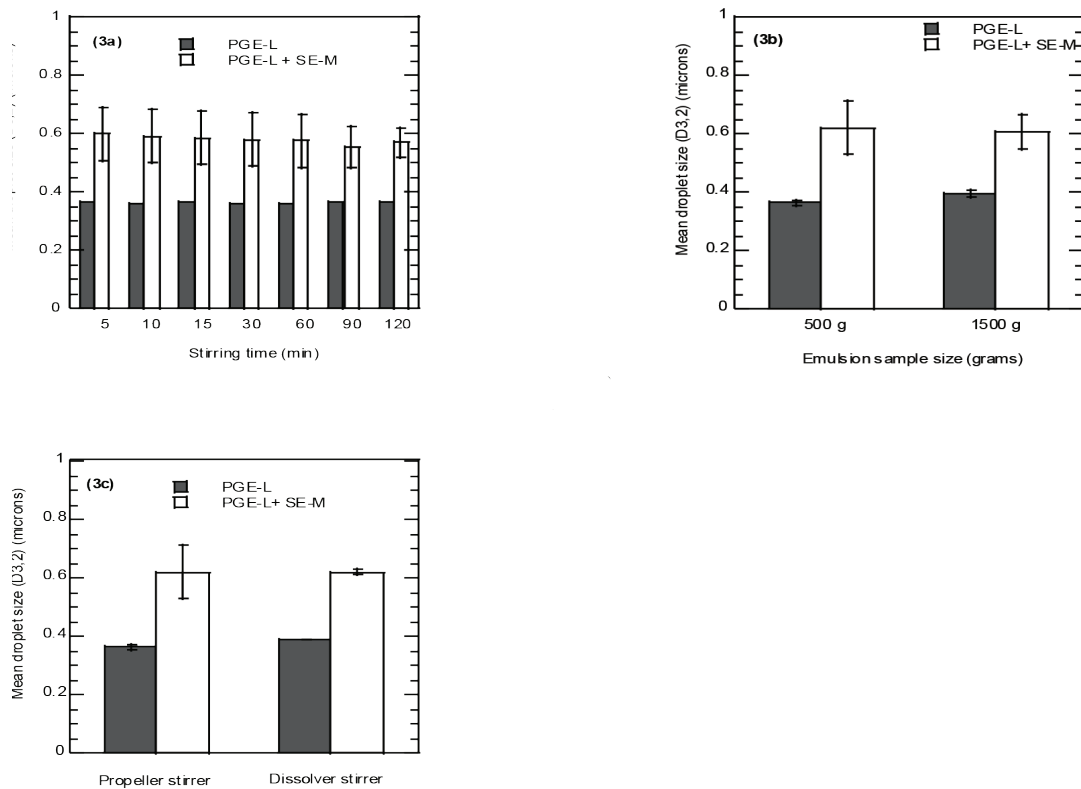 (3a)
PGE-L
PGE-L + SE-M
1
0.8
0.6
0.4
0.2
0
5 10 15 30 60 90 120
Stirring time (min)
(3b)
PGE-L
PGE-L+ SE-M
Mean droplet size (D3,2) (microns)
1
0.8
0.6
0.4
0.2
0
500 g 1500 g
Emulsion sample size (grams)
(3c)
PGE-L
PGE-L+ SE-M
Mean droplet size (D3,2) (microns)
1
0.8
0.6
0.4
0.2
0
Propeller stirrer Dissolver stirrer